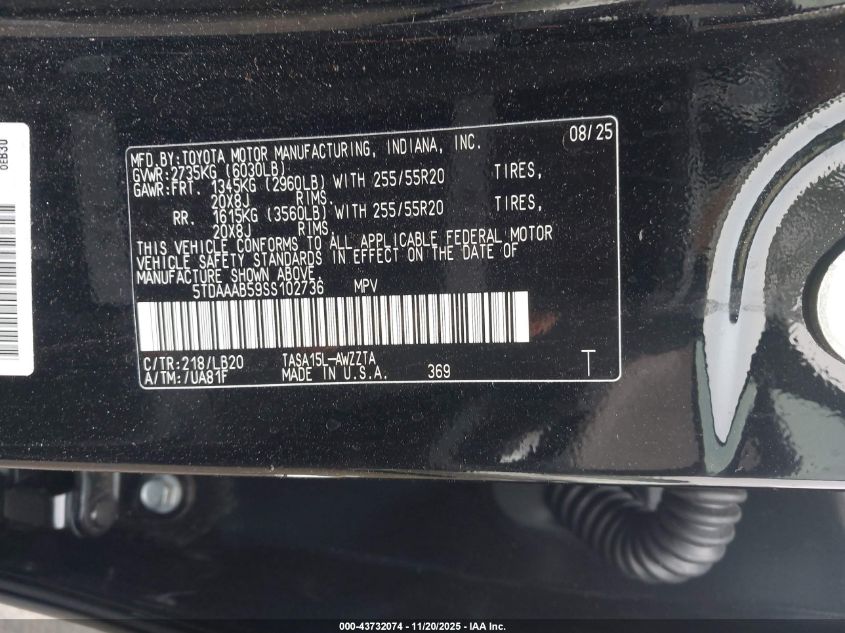 0EB30
08/25
MFD.BY:TOYOTA MOTOR MANUFACTURING, INDIANA, INC.
GVWR:2735KG (6030LB)
GAWR:FRT. 1345KG (2960LB) WITH 255/55R20 TIRES,
20X8J RIMS
RR. 1615KG (3560LB) WITH 255/55R20 TIRES,
20X8J RIMS
THIS VEHICLE CONFORMS TO ALL APPLICABLE FEDERAL MOTOR
VEHICLE SAFETY STANDARDS IN EFFECT ON THE DATE OF
MANUFACTURE SHOWN ABOVE.
5TDAAAB59SS102736 MPV
C/TR:218/LB20 TASA15L-AWZZTA
A/TM:7UA81F MADE IN U.S.A. 369 T
000-43732074 - 11/20/2025 - IAA Inc.